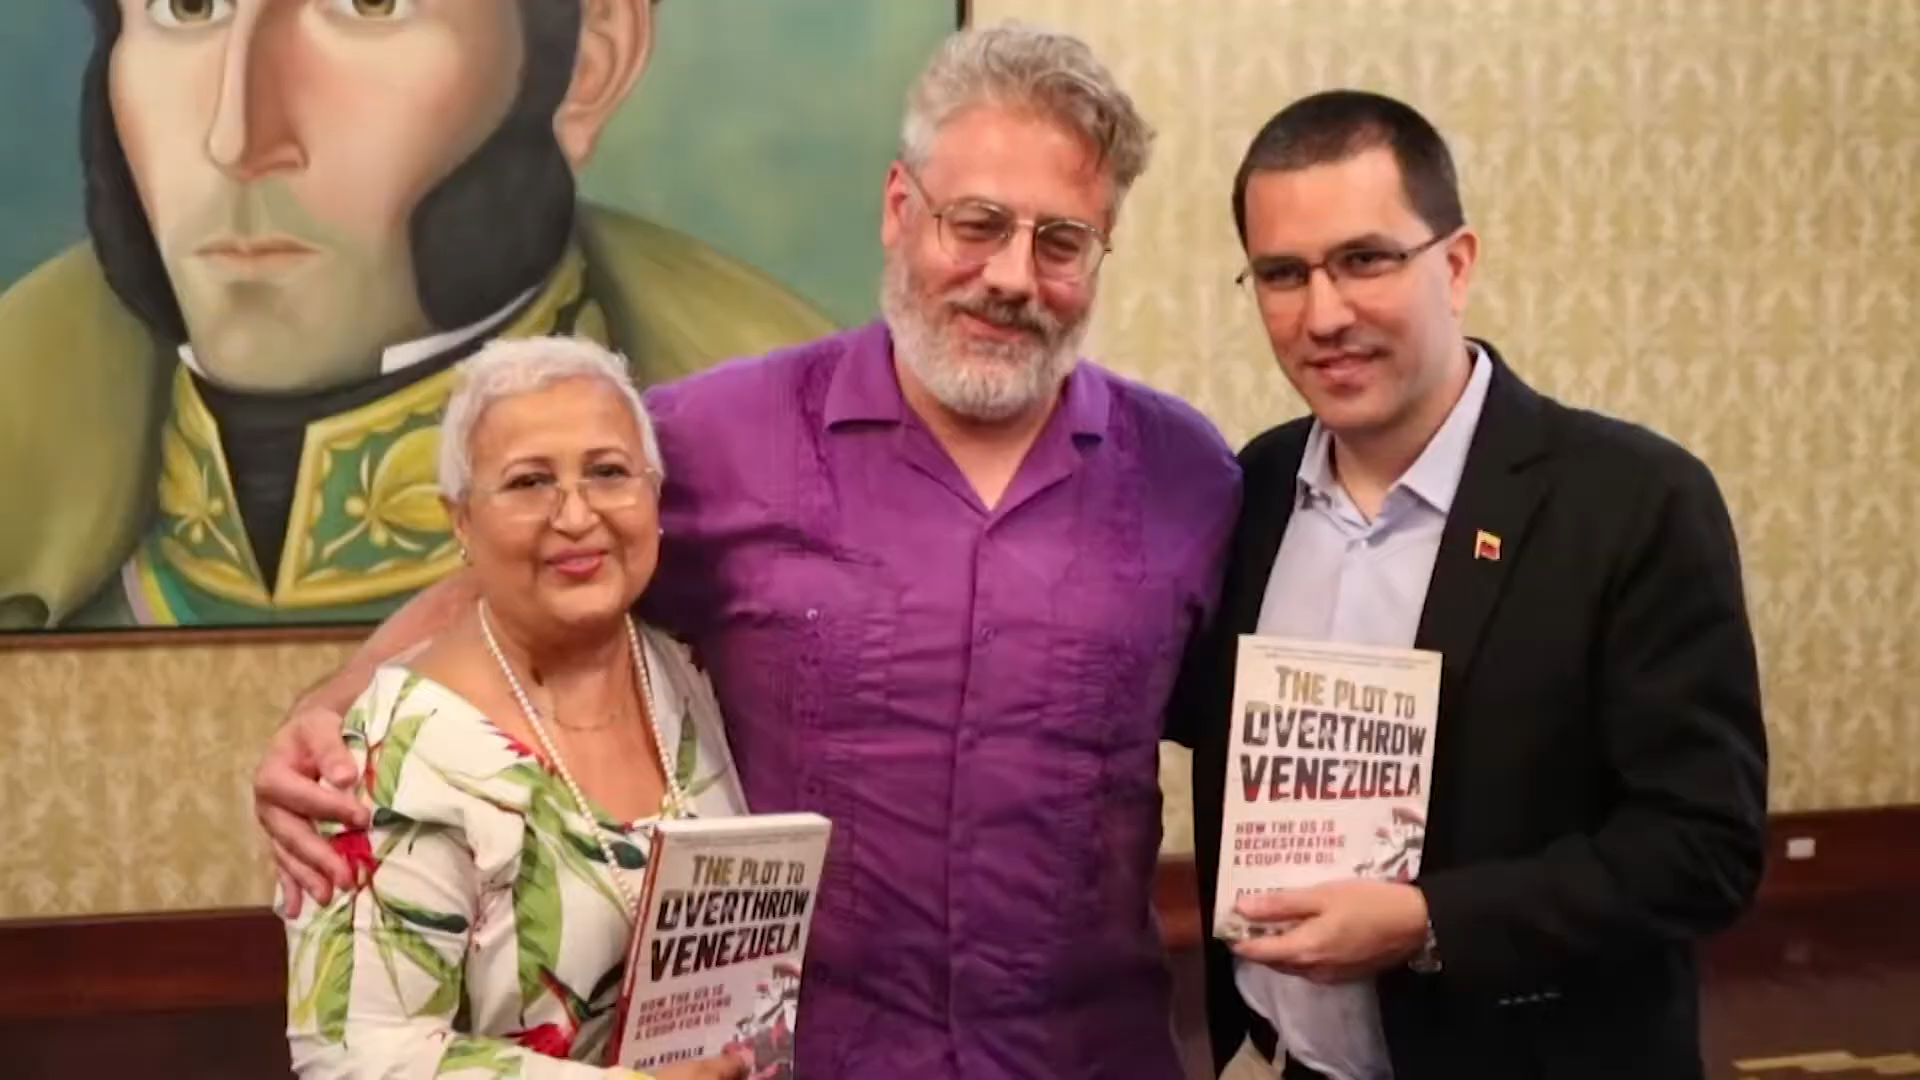 THE PLOT TO
OVERTHROW
VENEZUELA
HOW THE US IS
ORCHESTRATING
A COUP FOR OIL
DAN KOVALIK
THE PLOT TO
OVERTHROW
VENEZUELA
HOW THE US IS
ORCHESTRATING
A COUP FOR OIL